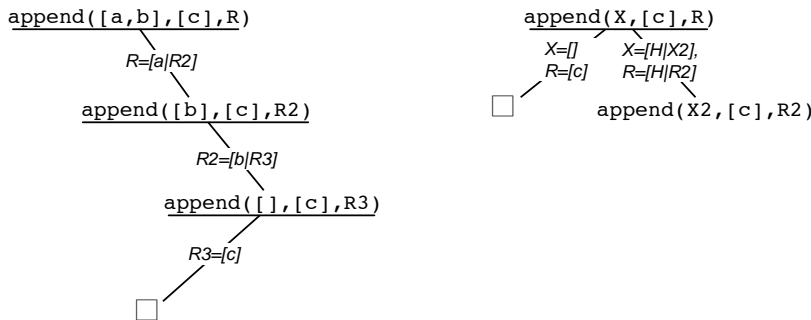 append([a,b],[c],R)
R=[a|R2]
append([b],[c],R2)
R2=[b|R3]
append([],[c],R3)
R3=[c]
append(X,[c],R)
X=[]
R=[c]
X=[H|X2],
R=[H|R2]
append(X2,[c],R2)